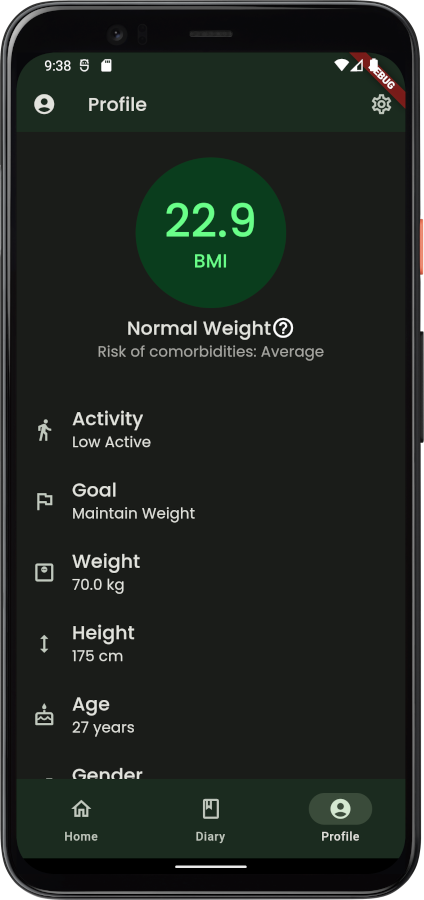 9:38
DEBUG
Profile
22.9
BMI
Normal Weight
Risk of comorbidities: Average
Activity
Low Active
Goal
Maintain Weight
Weight
70.0 kg
Height
175 cm
Age
27 years
Gender
Home
Diary
Profile